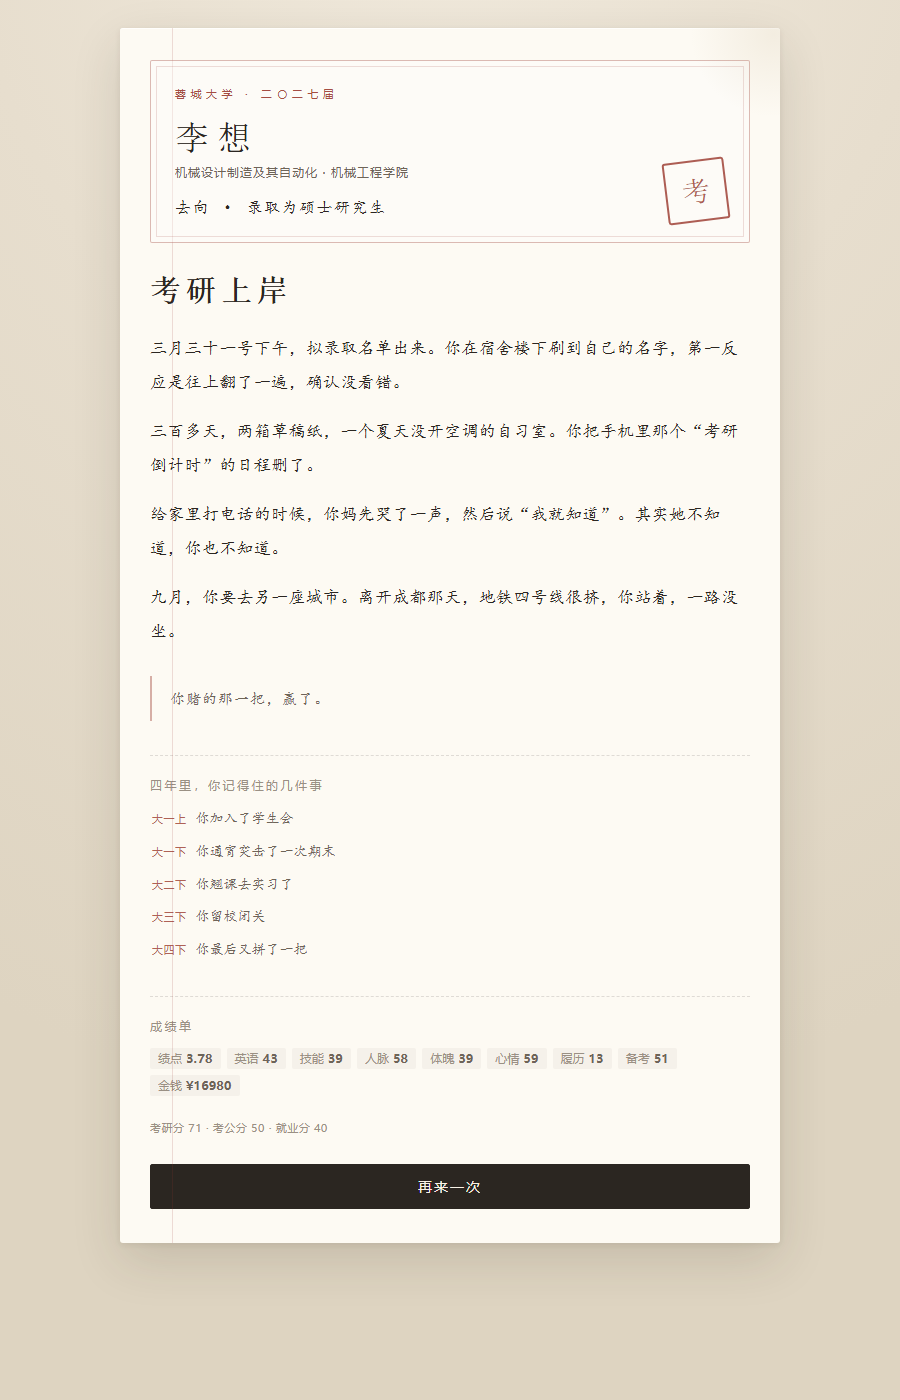 蓉城大学 · 二〇二七届
李想
机械设计制造及其自动化 · 机械工程学院
去向 · 录取为硕士研究生
考
考研上岸
三月三十一号下午，拟录取名单出来。你在宿舍楼下刷到自己的名字，第一反
应是往上翻了一遍，确认没看错。
三百多天，两箱草稿纸，一个夏天没开空调的自习室。你把手机里那个“考研
倒计时”的日程删了。
给家里打电话的时候，你妈先哭了一声，然后说“我就知道”。其实她不知
道，你也不知道。
九月，你要去另一座城市。离开成都那天，地铁四号线很挤，你站着，一路没
坐。
你赌的那一把，赢了。
四年里，你记得住的几件事
大一上 你加入了学生会
大一下 你通宵突击了一次期末
大二下 你翘课去实习了
大三下 你留校闭关
大四下 你最后又拼了一把
成绩单
绩点 3.78 英语 43 技能 39 人脉 58 体魄 39 心情 59 履历 13 备考 51
金钱 ¥16980
考研分 71 · 考公分 50 · 就业分 40
再来一次